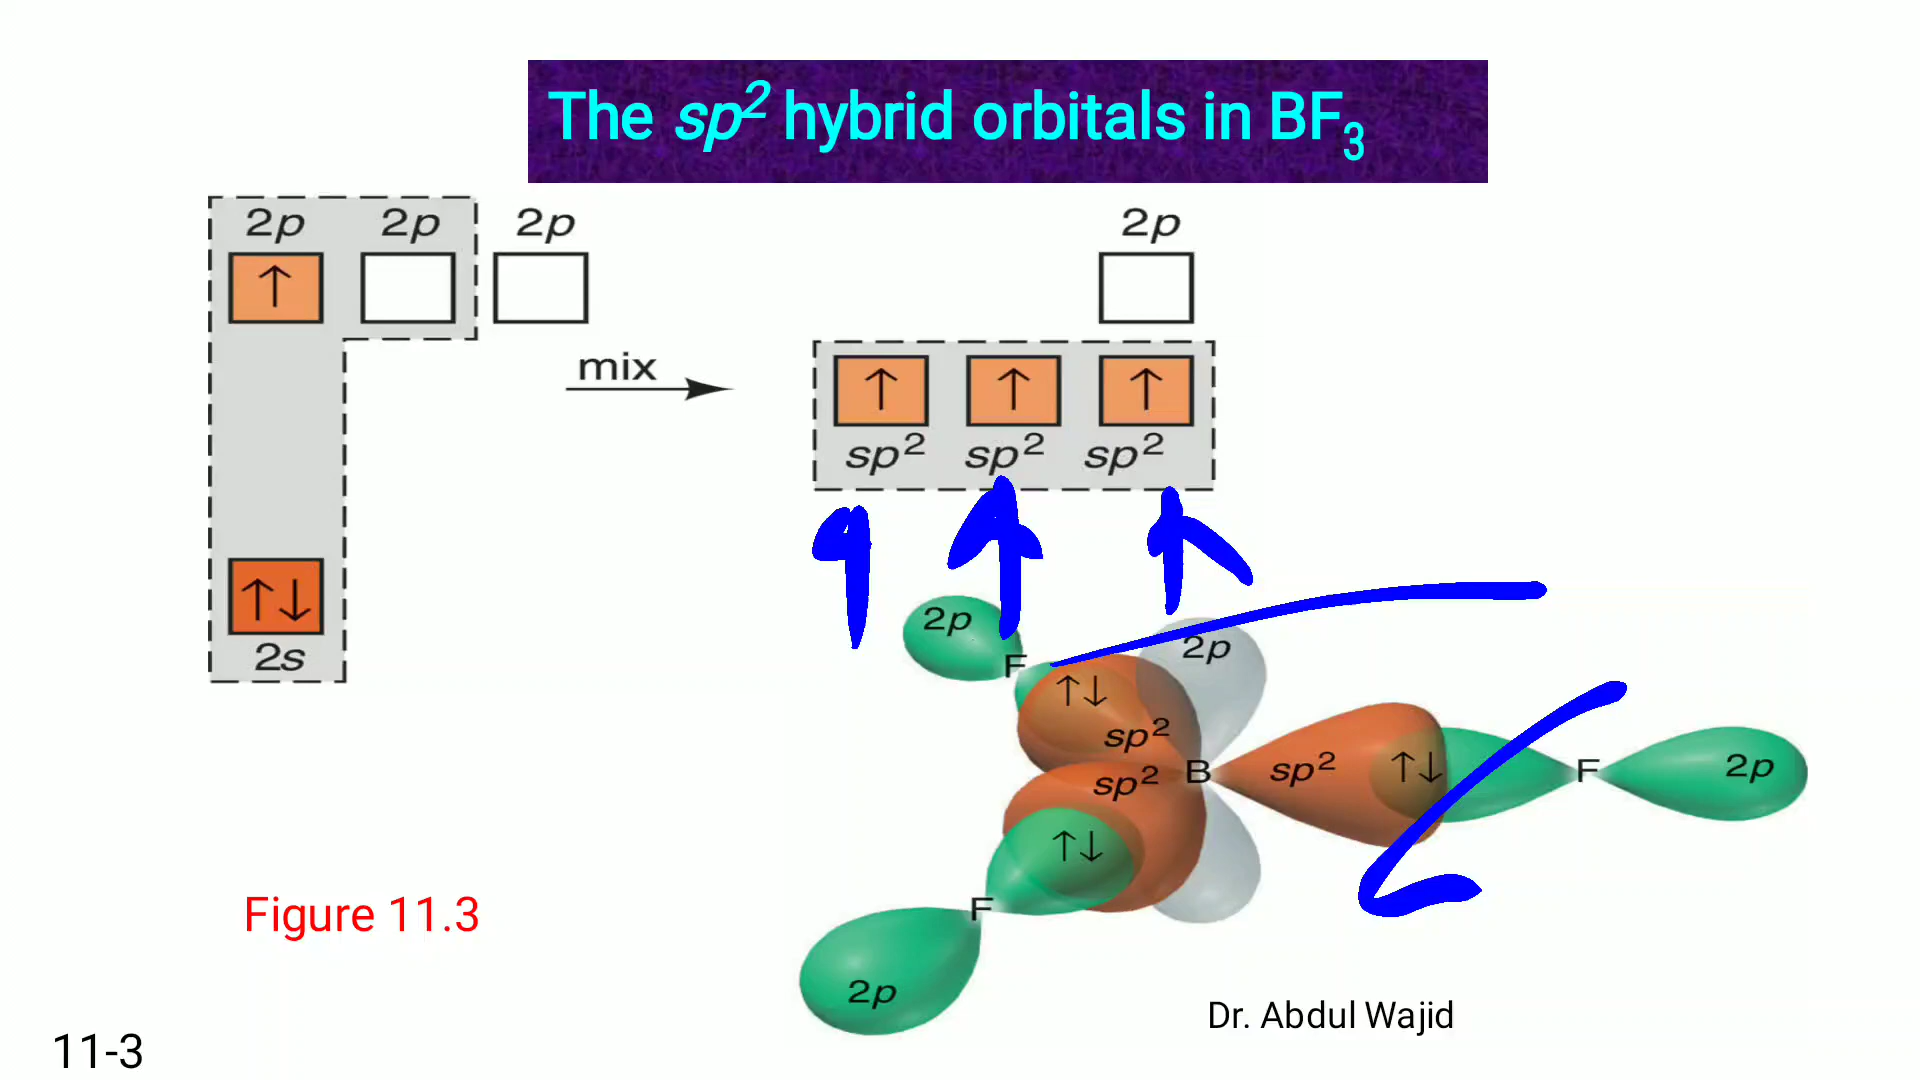 The sp² hybrid orbitals in BF₃
2p 2p 2p
↑
mix
↑↓
2s
2p
↑ ↑ ↑
sp² sp² sp²
2p
F
↑↓
sp²
2p
sp²
B
sp²
↑↓
F
2p
↑↓
F
2p
Figure 11.3
Dr. Abdul Wajid
11-3